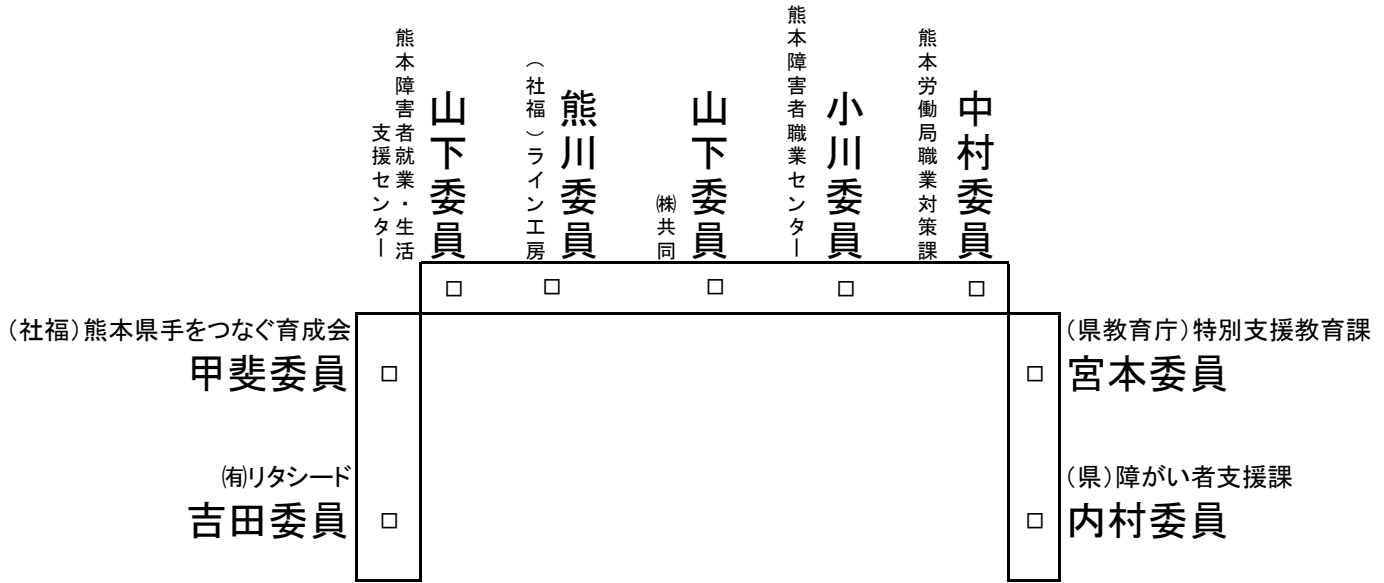 熊本障害者就業・生活
支援センター
山下委員
（社福）ライン工房
熊川委員
㈱共同
山下委員
熊本障害者職業センター
小川委員
熊本労働局職業対策課
中村委員
（社福）熊本県手をつなぐ育成会
甲斐委員
㈲リタシード
吉田委員
（県教育庁）特別支援教育課
宮本委員
（県）障がい者支援課
内村委員